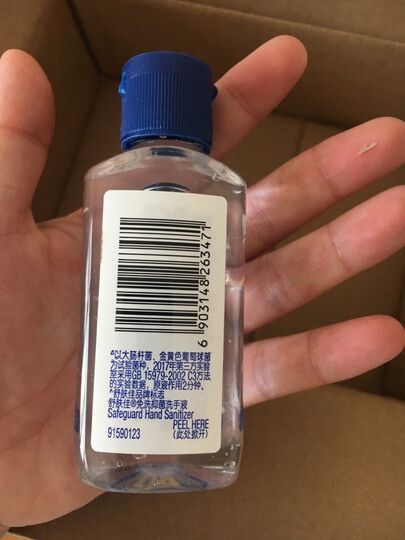 6 903148 263471
*以大肠杆菌、金黄色葡萄球菌
为试验菌种，2017年第三方实验
室采用GB 15979-2002 C3方法,
的实验数据，原液作用2分钟。
^舒肤佳品牌标志
舒肤佳®免洗抑菌洗手液
Safeguard Hand Sanitizer
PEEL HERE
91590123 (此处掀开)